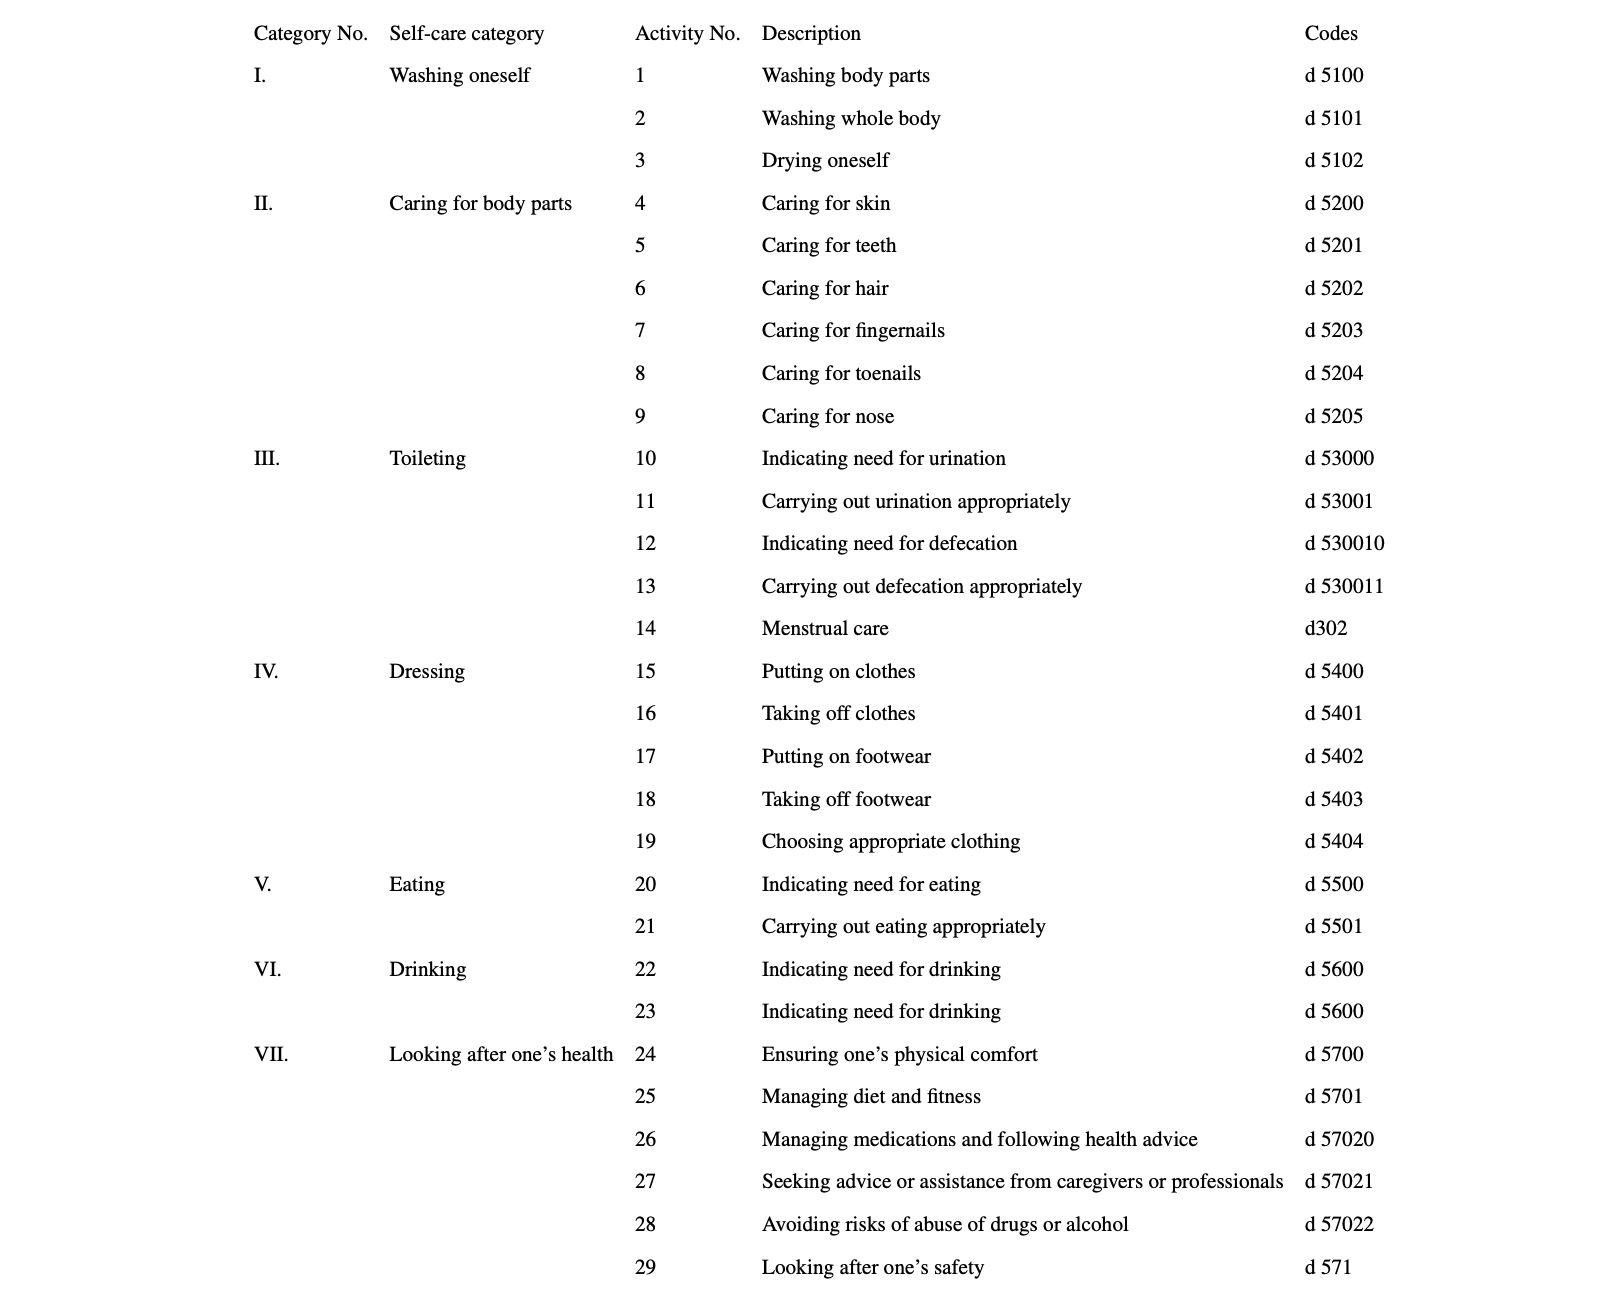 Category No. Self-care category Activity No. Description Codes
I. Washing oneself 1 Washing body parts d 5100
2 Washing whole body d 5101
3 Drying oneself d 5102
II. Caring for body parts 4 Caring for skin d 5200
5 Caring for teeth d 5201
6 Caring for hair d 5202
7 Caring for fingernails d 5203
8 Caring for toenails d 5204
9 Caring for nose d 5205
III. Toileting 10 Indicating need for urination d 53000
11 Carrying out urination appropriately d 53001
12 Indicating need for defecation d 530010
13 Carrying out defecation appropriately d 530011
14 Menstrual care d302
IV. Dressing 15 Putting on clothes d 5400
16 Taking off clothes d 5401
17 Putting on footwear d 5402
18 Taking off footwear d 5403
19 Choosing appropriate clothing d 5404
V. Eating 20 Indicating need for eating d 5500
21 Carrying out eating appropriately d 5501
VI. Drinking 22 Indicating need for drinking d 5600
23 Indicating need for drinking d 5600
VII. Looking after one’s health 24 Ensuring one’s physical comfort d 5700
25 Managing diet and fitness d 5701
26 Managing medications and following health advice d 57020
27 Seeking advice or assistance from caregivers or professionals d 57021
28 Avoiding risks of abuse of drugs or alcohol d 57022
29 Looking after one’s safety d 571